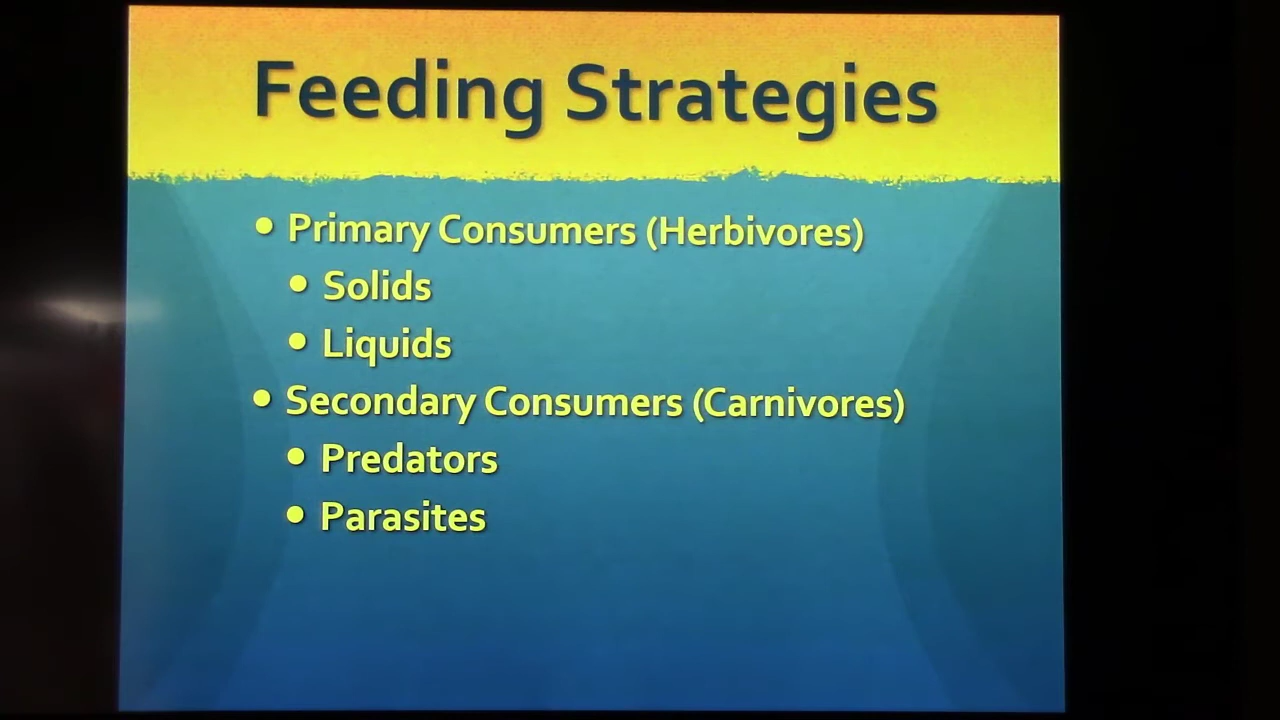 Feeding Strategies
• Primary Consumers (Herbivores)
• Solids
• Liquids
• Secondary Consumers (Carnivores)
• Predators
• Parasites